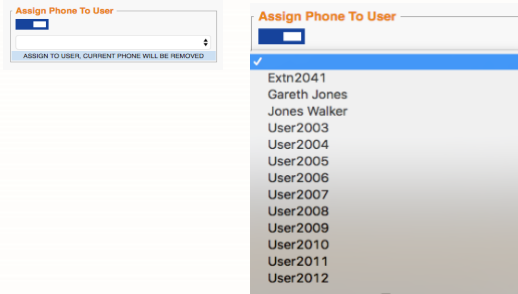 Assign Phone To User
ASSIGN TO USER, CURRENT PHONE WILL BE REMOVED
Assign Phone To User
Extn2041
Gareth Jones
Jones Walker
User2003
User2004
User2005
User2006
User2007
User2008
User2009
User2010
User2011
User2012